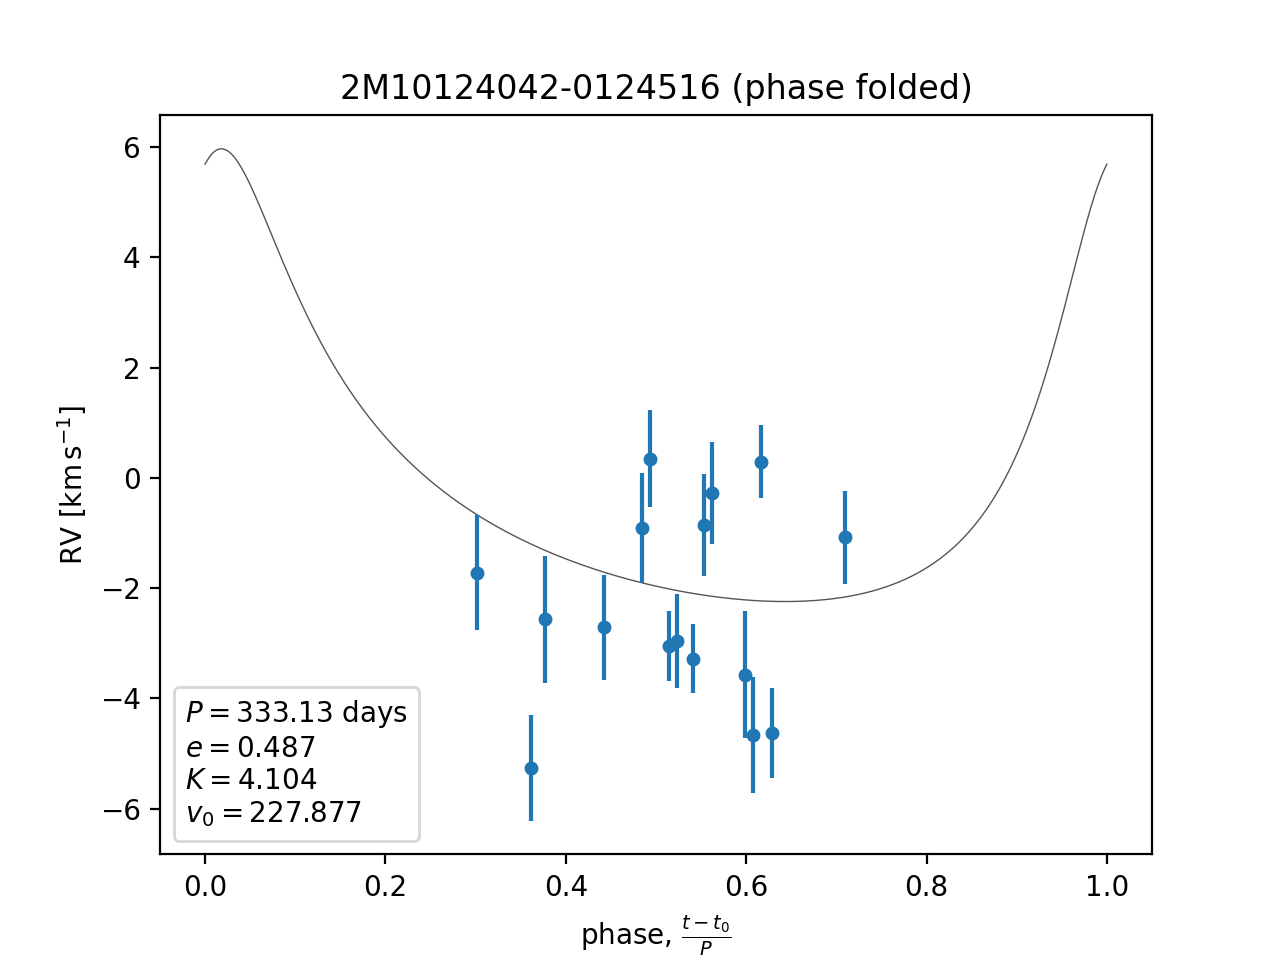 2M10124042-0124516 (phase folded)
6
4
2
0
−2
−4
−6
RV [km s⁻¹]
P = 333.13 days
e = 0.487
K = 4.104
v₀ = 227.877
0.0 0.2 0.4 0.6 0.8 1.0
phase, (t − t₀)/P